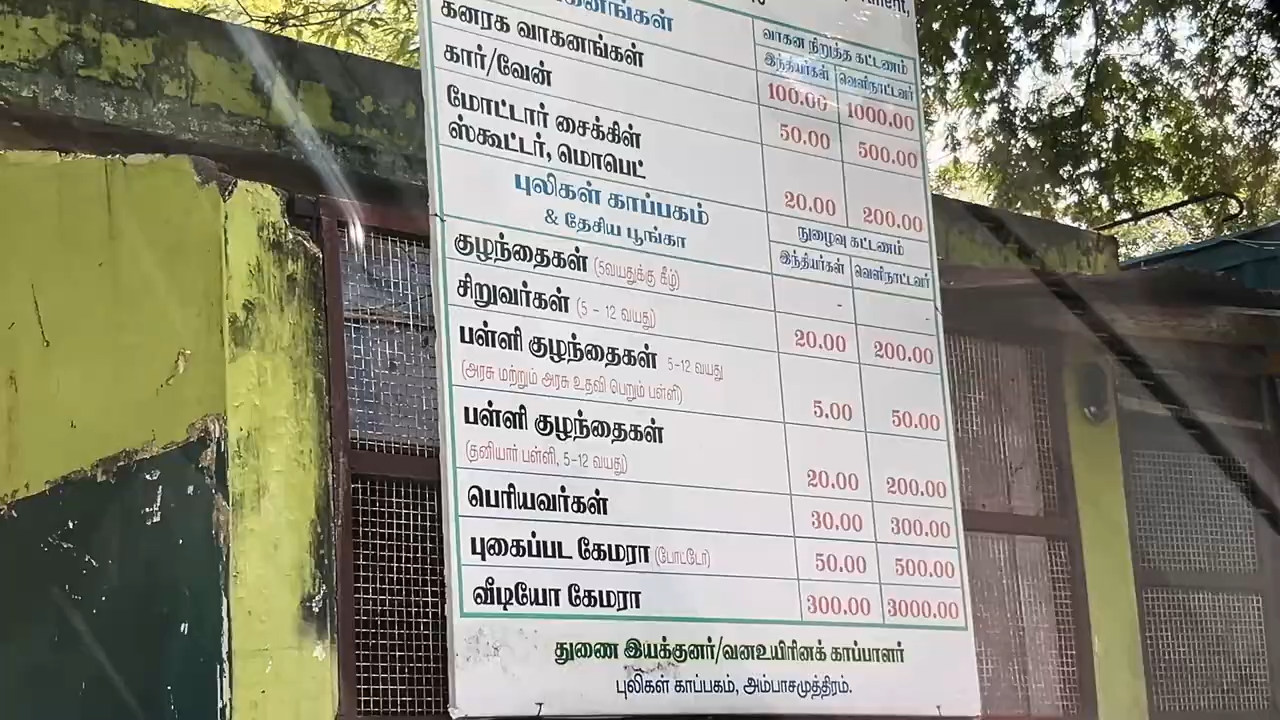 வாகன நிறுத்த கட்டணம்
இந்தியர்கள் வெளிநாட்டவர்
கனரக வாகனங்கள் 100.00 1000.00
கார்/வேன் 50.00 500.00
மோட்டார் சைக்கிள்
ஸ்கூட்டர், மொபெட் 20.00 200.00
புலிகள் காப்பகம்
& தேசிய பூங்கா
நுழைவு கட்டணம்
இந்தியர்கள் வெளிநாட்டவர்
குழந்தைகள் (5வயதுக்கு கீழ்) - -
சிறுவர்கள் (5 - 12 வயது) 20.00 200.00
பள்ளி குழந்தைகள் 5-12 வயது
(அரசு மற்றும் அரசு உதவி பெறும் பள்ளி) 5.00 50.00
பள்ளி குழந்தைகள்
(தனியார் பள்ளி, 5-12 வயது) 20.00 200.00
பெரியவர்கள் 30.00 300.00
புகைப்பட கேமரா (போட்டோ) 50.00 500.00
வீடியோ கேமரா 300.00 3000.00
துணை இயக்குனர்/வனஉயிரினக் காப்பாளர்
புலிகள் காப்பகம், அம்பாசமுத்திரம்.